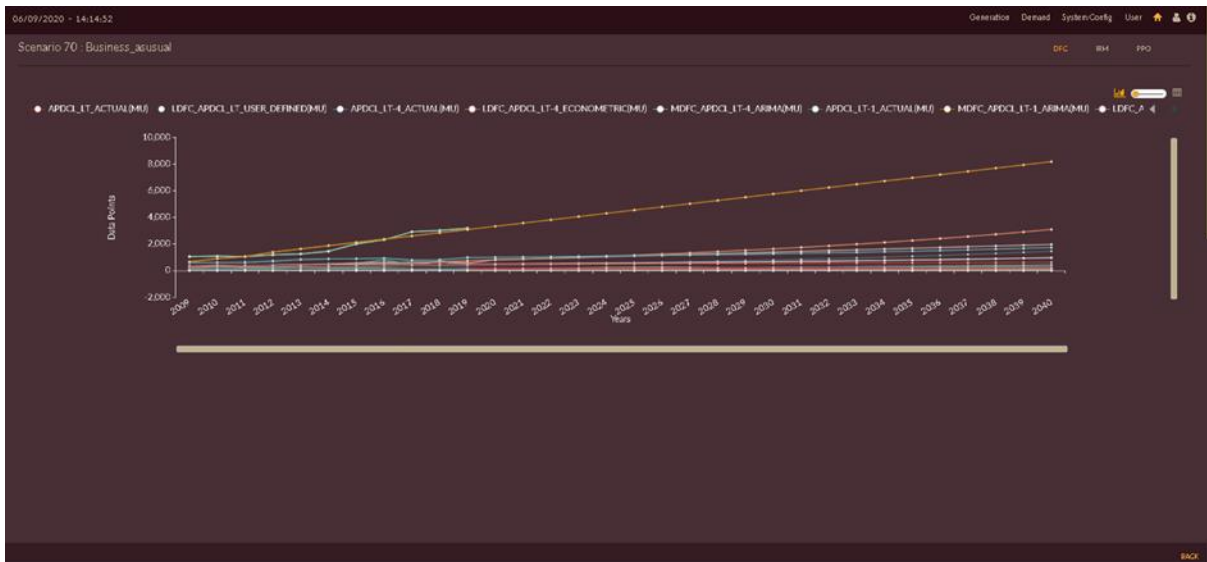 06/09/2020 - 14:14:52 Generation Demand System Config User
Scenario 70 : Business_asusual DFC IRM PPO
APDCL_LT_ACTUAL(MU) LDFC_APDCL_LT_USER_DEFINED(MU) APDCL_LT-4_ACTUAL(MU) LDFC_APDCL_LT-4_ECONOMETRIC(MU) MDFC_APDCL_LT-4_ARIMA(MU) APDCL_LT-1_ACTUAL(MU) MDFC_APDCL_LT-1_ARIMA(MU) LDFC_A
10,000
8,000
6,000
4,000
2,000
0
-2,000
Data Points
2009 2010 2011 2012 2013 2014 2015 2016 2017 2018 2019 2020 2021 2022 2023 2024 2025 2026 2027 2028 2029 2030 2031 2032 2033 2034 2035 2036 2037 2038 2039 2040
Years
BACK